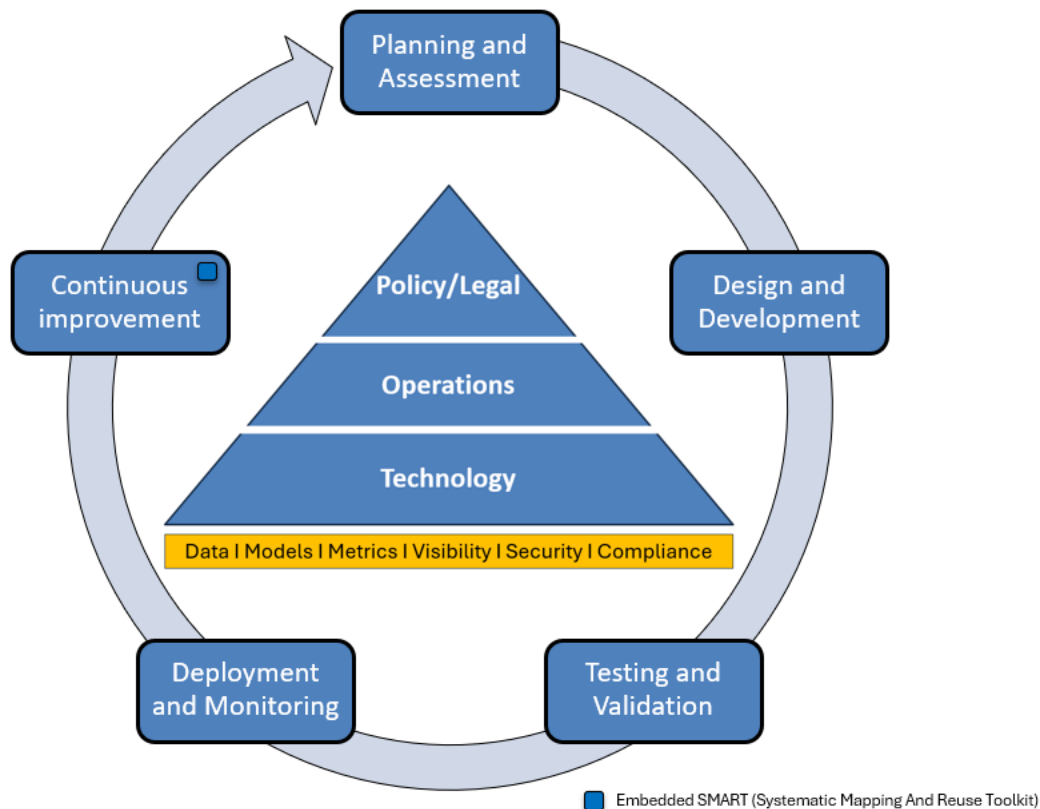 Planning and
Assessment
Continuous
improvement
Policy/Legal
Design and
Development
Operations
Technology
Data I Models I Metrics I Visibility I Security I Compliance
Deployment
and Monitoring
Testing and
Validation
Embedded SMART (Systematic Mapping And Reuse Toolkit)